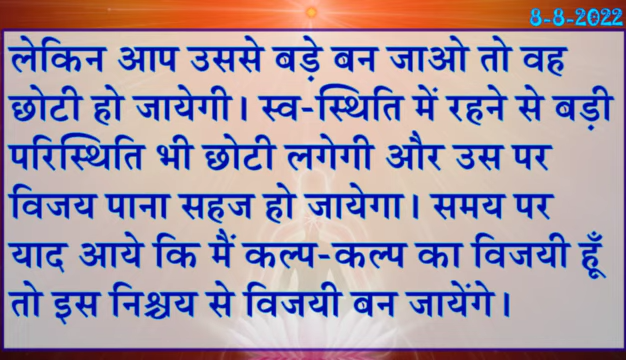 8-8-2022
लेकिन आप उससे बड़े बन जाओ तो वह
छोटी हो जायेगी। स्व-स्थिति में रहने से बड़ी
परिस्थिति भी छोटी लगेगी और उस पर
विजय पाना सहज हो जायेगा। समय पर
याद आये कि मैं कल्प-कल्प का विजयी हूँ
तो इस निश्चय से विजयी बन जायेंगे।